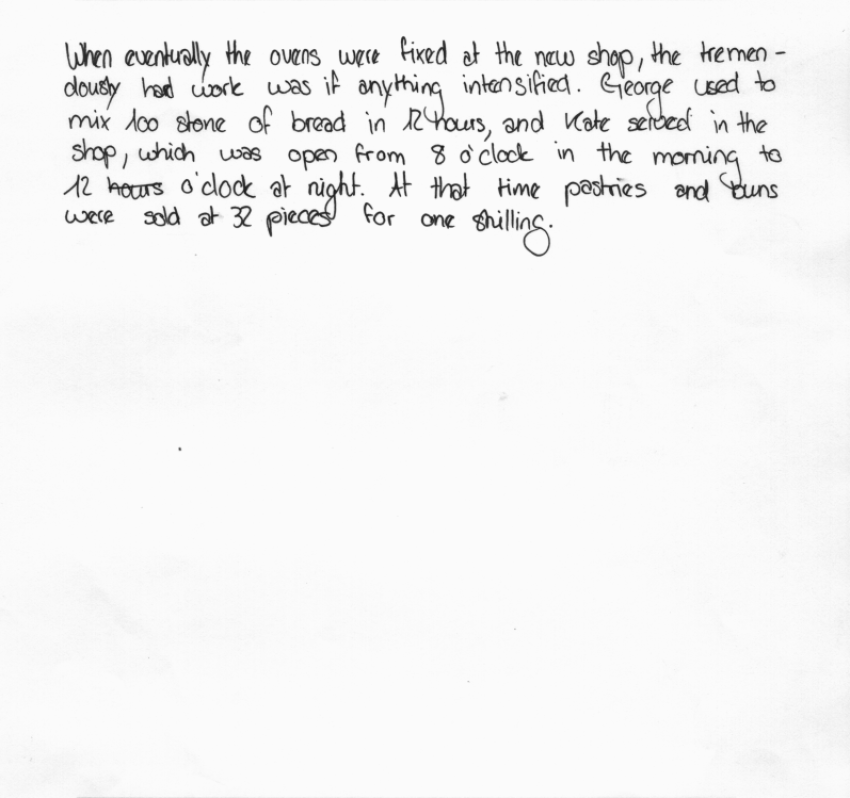 When eventually the ovens were fixed at the new shop, the tremen-
dously had work was if anything intensified. George used to
mix 100 stone of bread in 12 hours, and Kate served in the
shop, which was open from 8 o'clock in the morning to
12 hours o'clock at night. At that time pastries and buns
were sold at 32 pieces for one shilling.